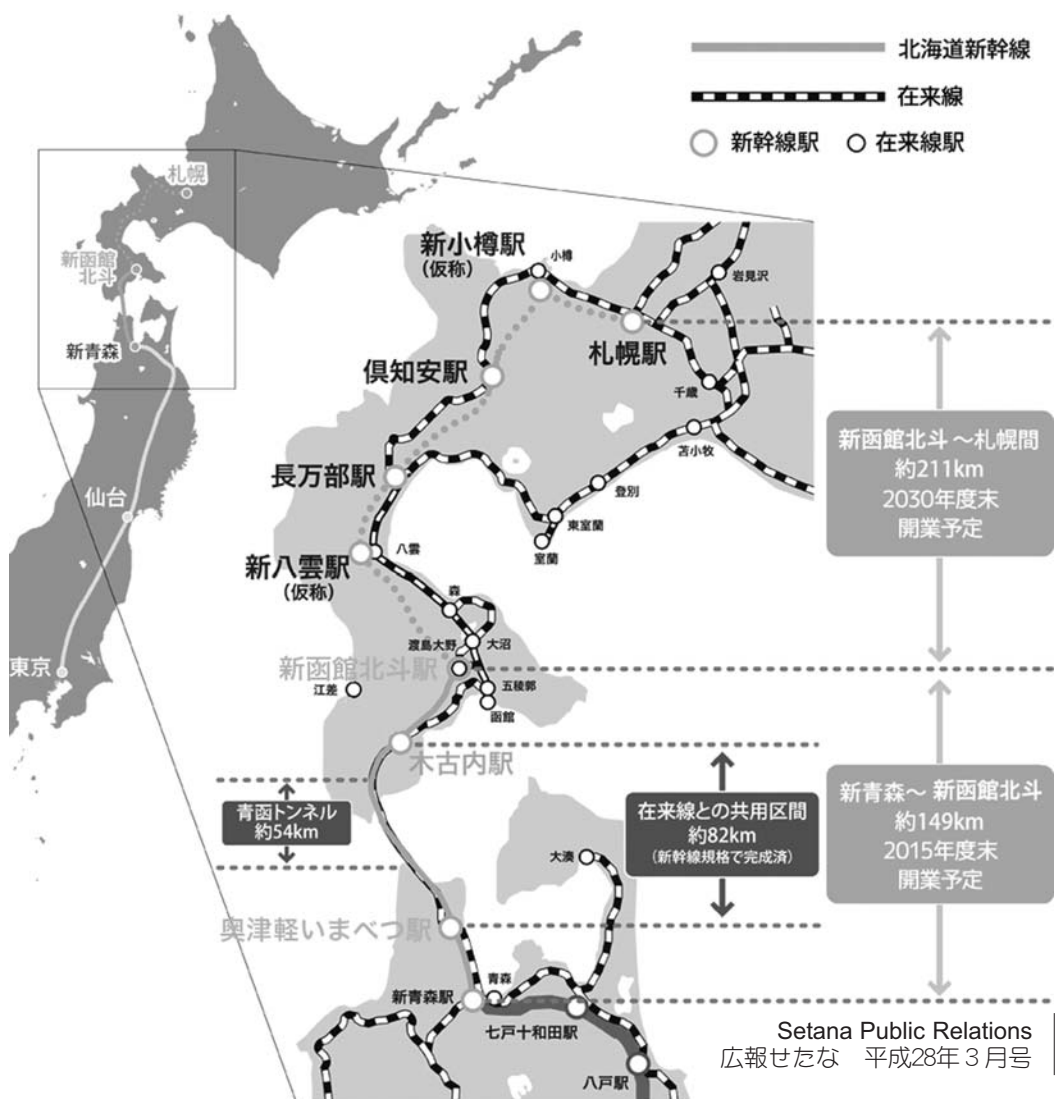 北海道新幹線
在来線
新幹線駅
在来線駅
札幌
新函館
北斗
新青森
仙台
東京
新小樽駅
(仮称)
小樽
岩見沢
札幌駅
倶知安駅
千歳
苫小牧
長万部駅
登別
東室蘭
室蘭
新八雲駅
(仮称)
八雲
森
渡島大野
大沼
新函館北斗駅
江差
五稜郭
函館
木古内駅
新函館北斗~札幌間
約211km
2030年度末
開業予定
青函トンネル
約54km
在来線との共用区間
約82km
(新幹線規格で完成済)
新青森~ 新函館北斗
約149km
2015年度末
開業予定
大湊
奥津軽いまべつ駅
青森
新青森駅
七戸十和田駅
八戸駅
Setana Public Relations
広報せたな 平成28年3月号